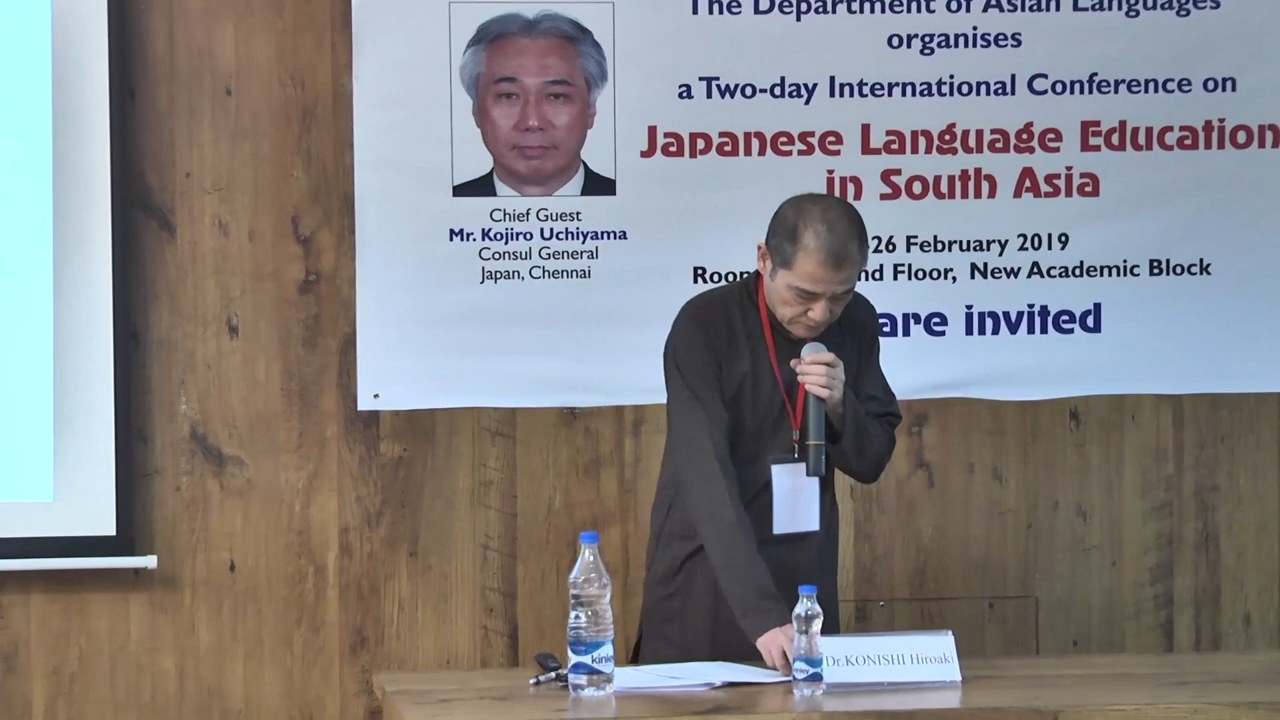 The Department of Asian Languages
organises
a Two-day International Conference on
Japanese Language Education
in South Asia
26 February 2019
Floor, New Academic Block
are invited
Chief Guest
Mr. Kojiro Uchiyama
Consul General
Japan, Chennai
kinley
kinley
Dr.KONISHI Hiroaki